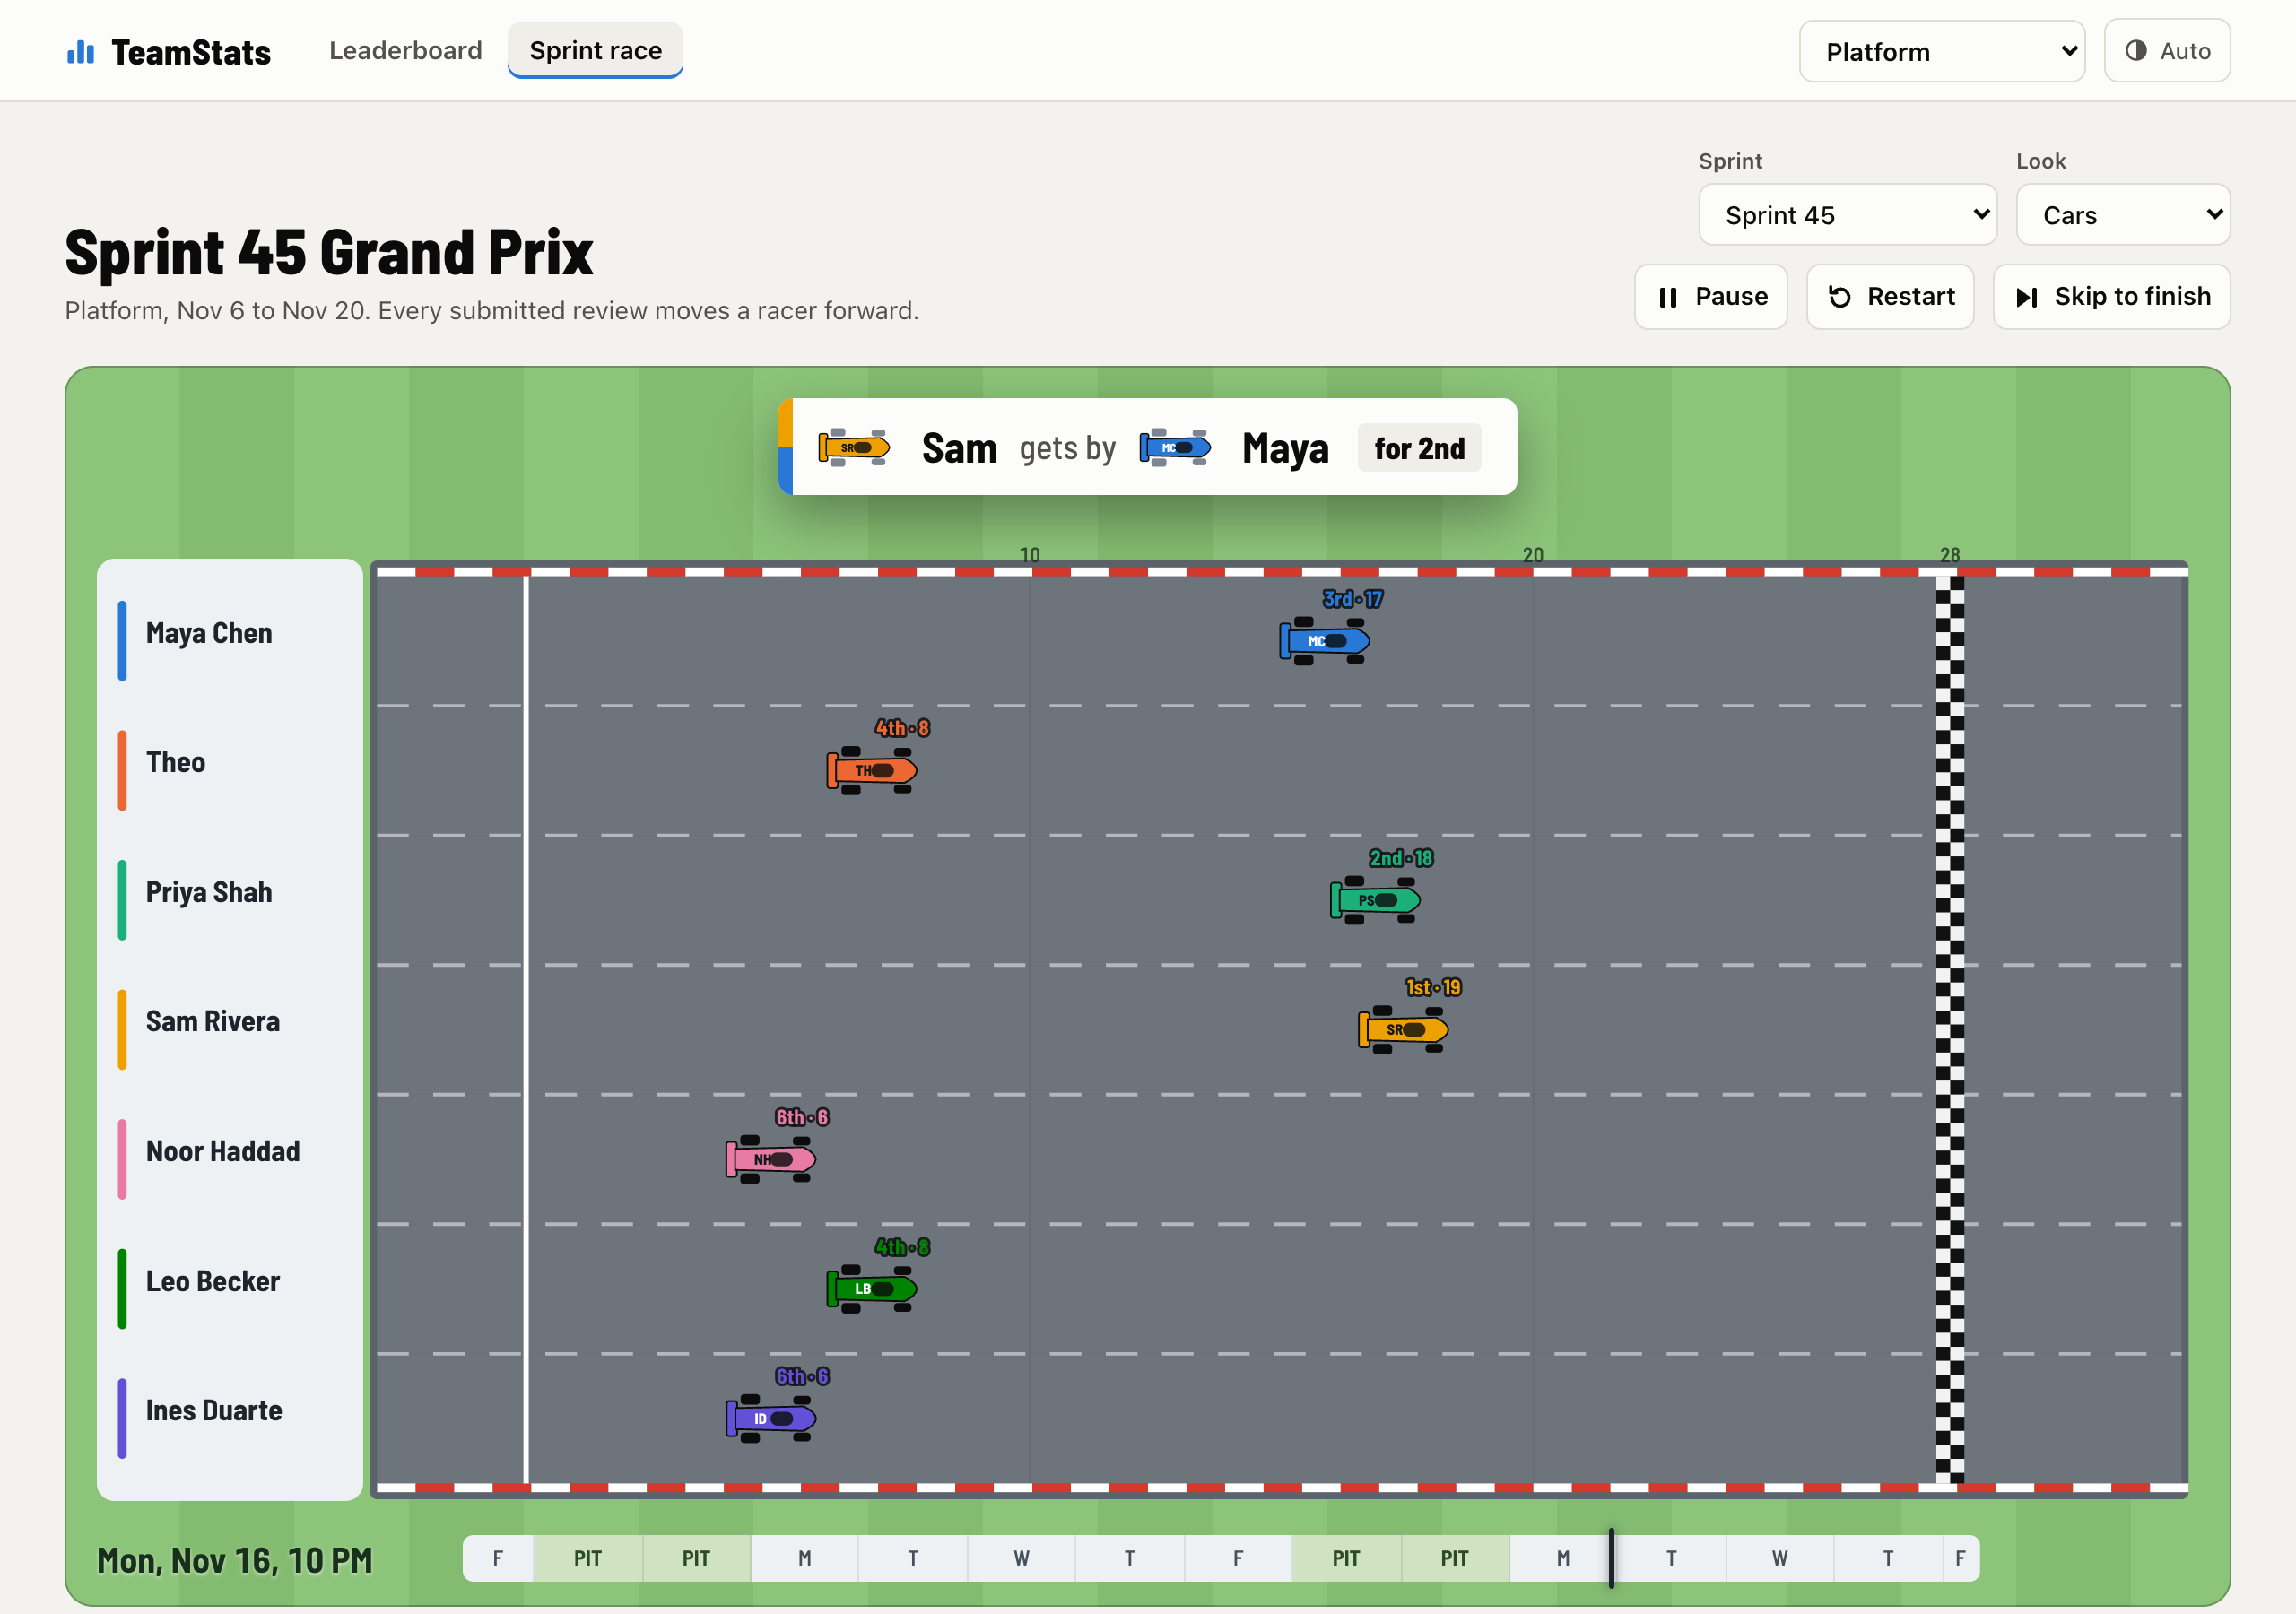 TeamStats Leaderboard Sprint race Platform Auto
Sprint Look
Sprint 45 Cars
Sprint 45 Grand Prix
Platform, Nov 6 to Nov 20. Every submitted review moves a racer forward.
Pause Restart Skip to finish
SR Sam gets by MC Maya for 2nd
10 20 28
Maya Chen
3rd·17
MC
Theo
4th·8
TH
Priya Shah
2nd·18
PS
Sam Rivera
1st·19
SR
Noor Haddad
6th·6
NH
Leo Becker
4th·8
LB
Ines Duarte
6th·6
ID
Mon, Nov 16, 10 PM F PIT PIT M T W T F PIT PIT M T W T F